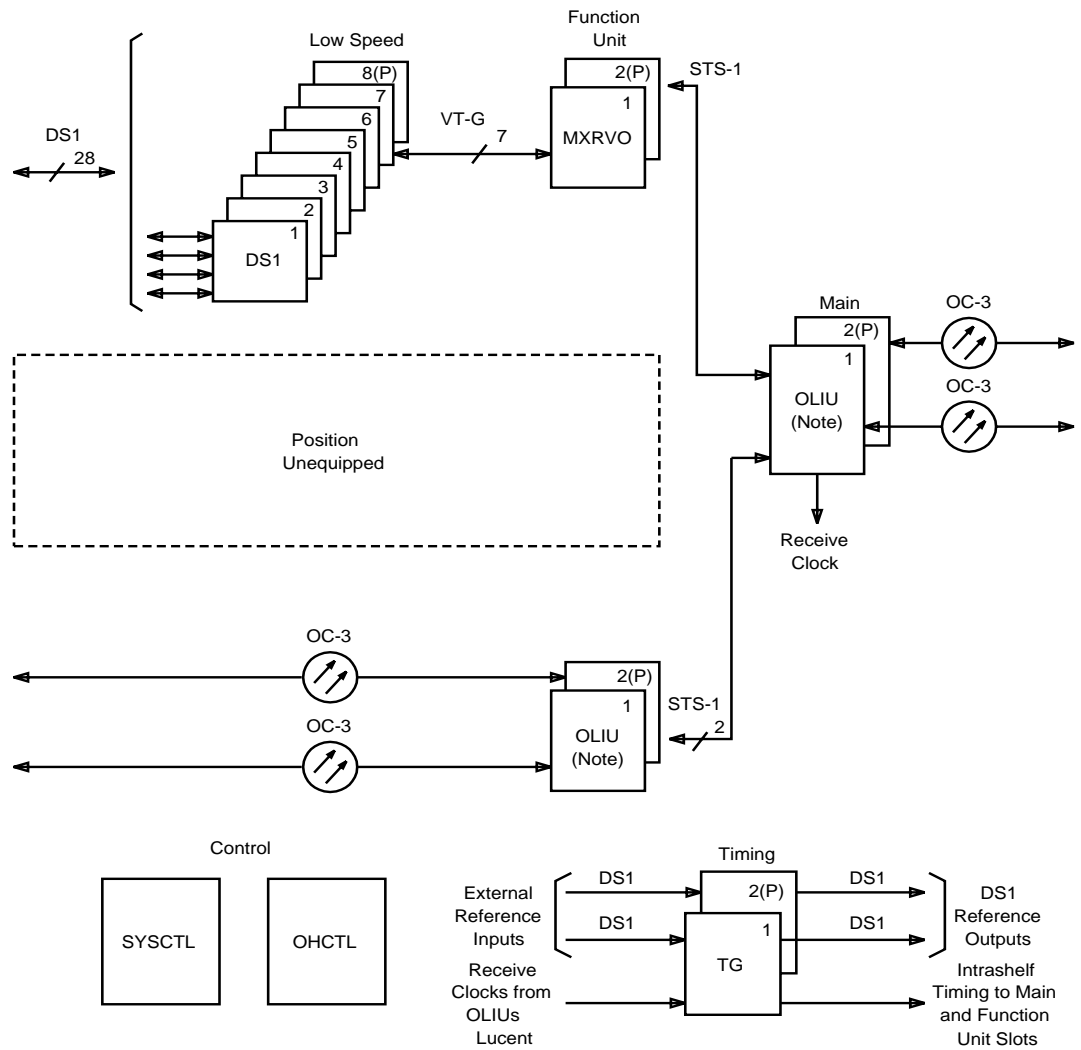 Function
Unit
Low Speed
8(P)
7
6
5
4
3
2
1
DS1
DS1
28
VT-G
7
2(P)
1
MXRVO
STS-1
Main
2(P)
1
OLIU
(Note)
OC-3
OC-3
Receive
Clock
Position
Unequipped
OC-3
OC-3
2(P)
1
OLIU
(Note)
STS-1
2
Control
SYSCTL
OHCTL
Timing
External
Reference
Inputs
DS1
DS1
2(P)
1
TG
DS1
DS1
DS1
Reference
Outputs
Receive
Clocks from
OLIUs
Lucent
Intrashelf
Timing to Main
and Function
Unit Slots